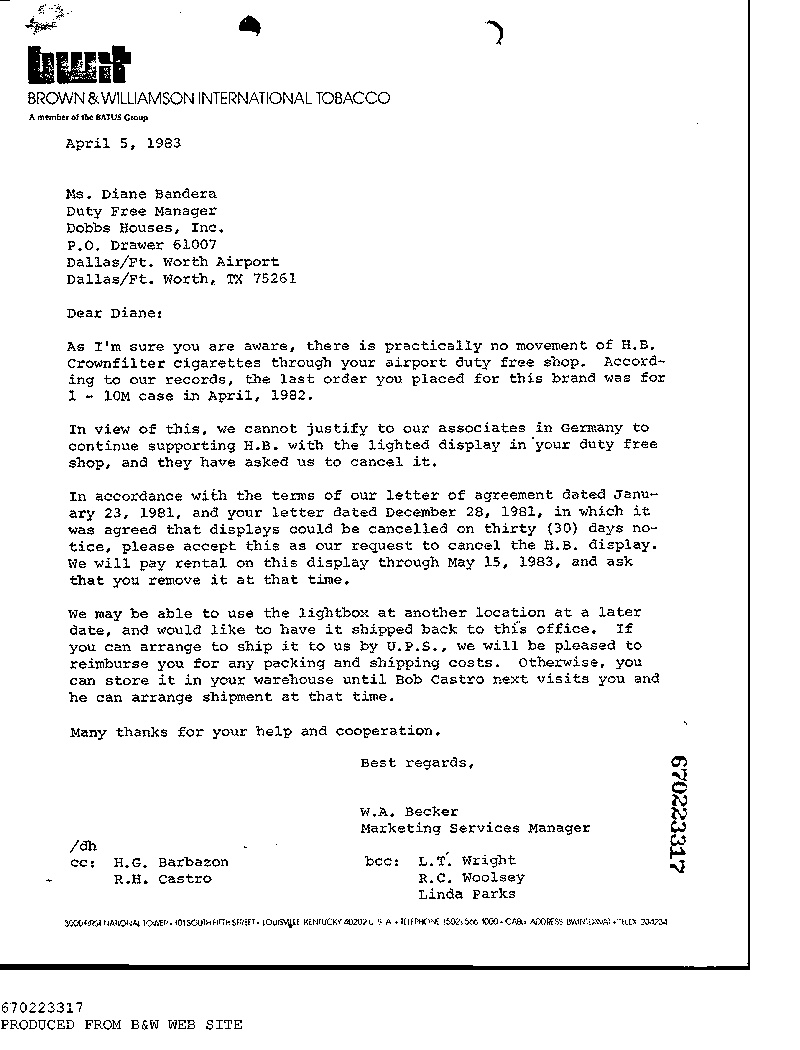 bwit
BROWN & WILLIAMSON INTERNATIONAL TOBACCO
A member of the BATUS Group
April 5, 1983
Ms. Diane Bandera
Duty Free Manager
Dobbs Houses, Inc.
P.O. Drawer 61007
Dallas/Ft. Worth Airport
Dallas/Ft. Worth, TX 75261
Dear Diane:
As I'm sure you are aware, there is practically no movement of H.B.
Crownfilter cigarettes through your airport duty free shop. Accord-
ing to our records, the last order you placed for this brand was for
1 - 10M case in April, 1982.
In view of this, we cannot justify to our associates in Germany to
continue supporting H.B. with the lighted display in your duty free
shop, and they have asked us to cancel it.
In accordance with the terms of our letter of agreement dated Janu-
ary 23, 1981, and your letter dated December 28, 1981, in which it
was agreed that displays could be cancelled on thirty (30) days no-
tice, please accept this as our request to cancel the H.B. display.
We will pay rental on this display through May 15, 1983, and ask
that you remove it at that time.
We may be able to use the lightbox at another location at a later
date, and would like to have it shipped back to this office. If
you can arrange to ship it to us by U.P.S., we will be pleased to
reimburse you for any packing and shipping costs. Otherwise, you
can store it in your warehouse until Bob Castro next visits you and
he can arrange shipment at that time.
Many thanks for your help and cooperation.
Best regards,
W.A. Becker
Marketing Services Manager
/dh
cc: H.G. Barbazon
R.H. Castro
bcc: L.T. Wright
R.C. Woolsey
Linda Parks
670223317
NATIONAL TOWER • 101 SOUTH FIFTH STREET • LOUISVILLE KENTUCKY 40202 U S A • TELEPHONE (502) 566 1000 • ADDRESS • TELEX
670223317
PRODUCED FROM B&W WEB SITE